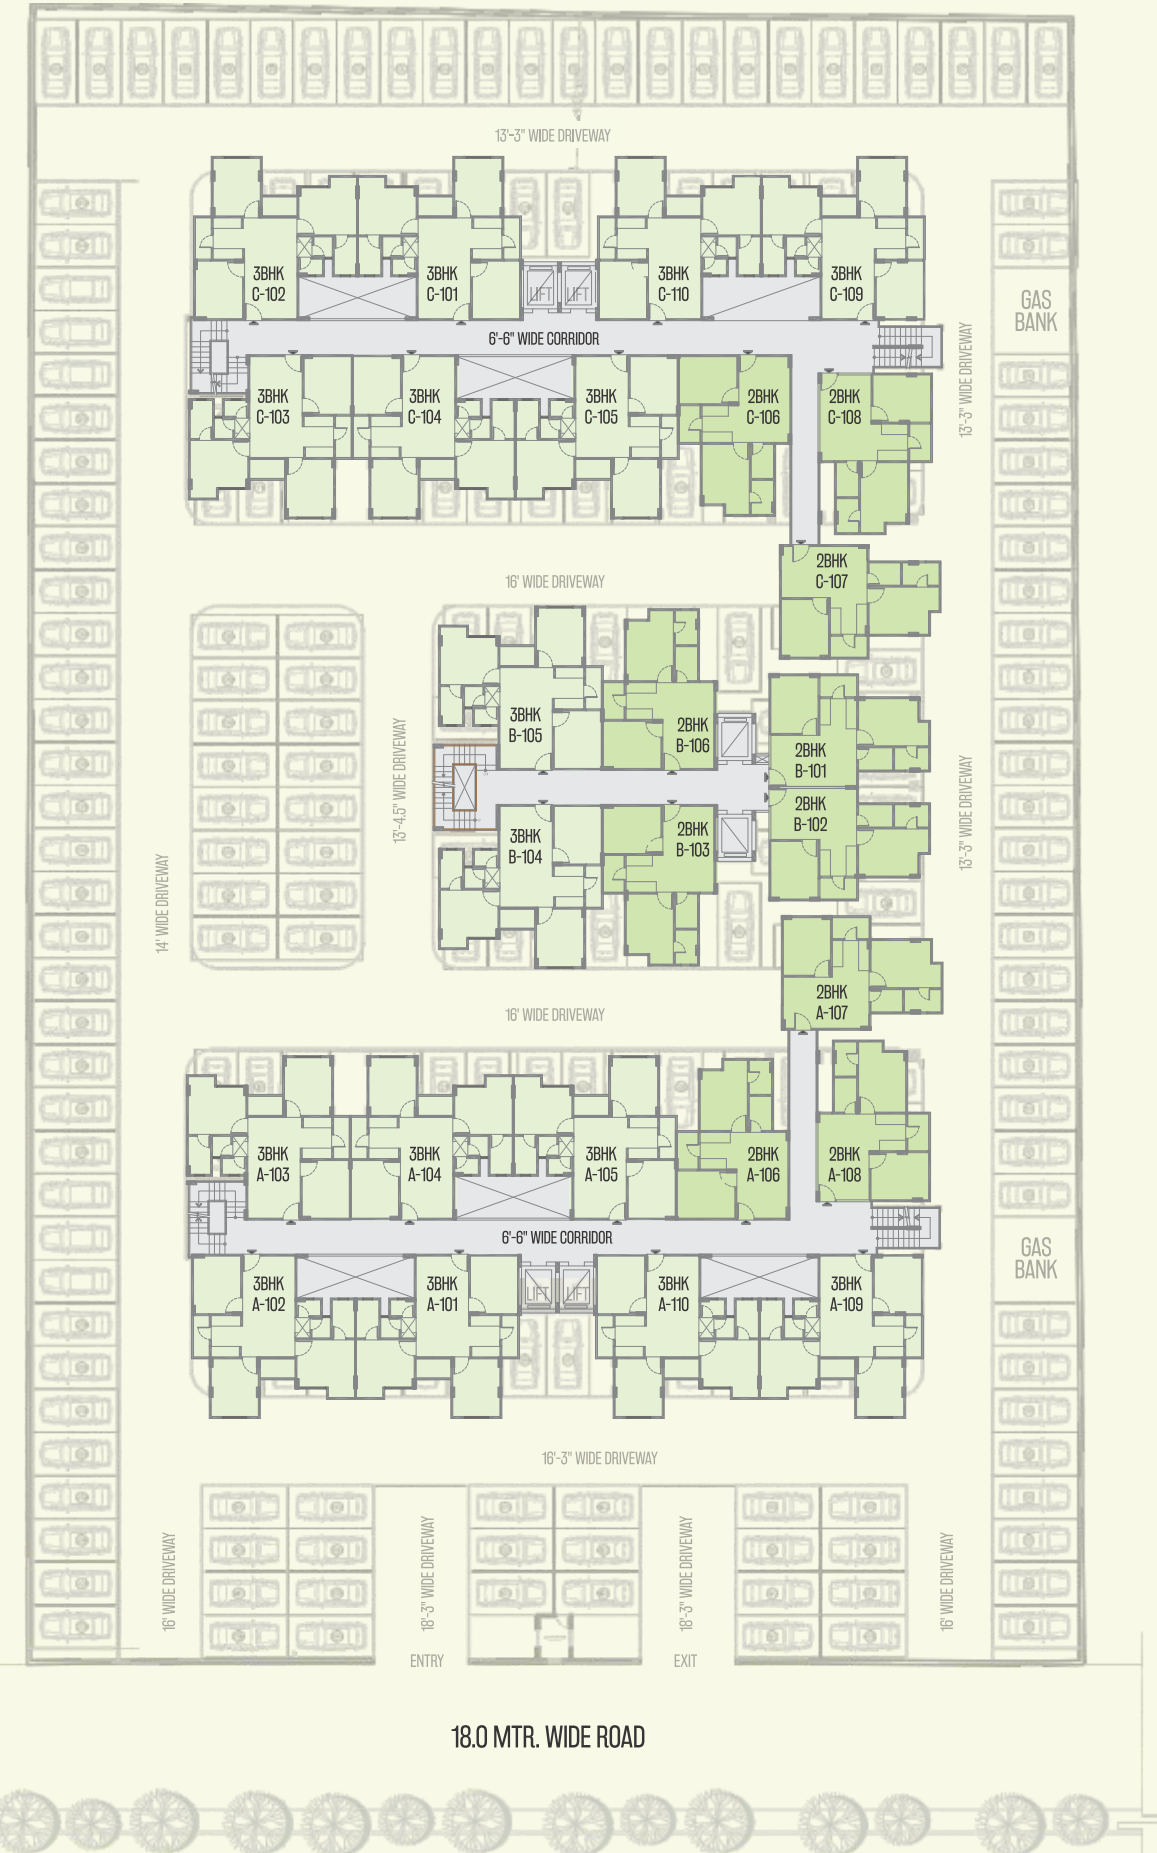 13'-3" WIDE DRIVEWAY
3BHK
C-102
3BHK
C-101
LIFT
LIFT
3BHK
C-110
3BHK
C-109
GAS
BANK
6'-6" WIDE CORRIDOR
13'-3" WIDE DRIVEWAY
3BHK
C-103
3BHK
C-104
3BHK
C-105
2BHK
C-106
2BHK
C-108
2BHK
C-107
16' WIDE DRIVEWAY
3BHK
B-105
2BHK
B-106
2BHK
B-101
13'-4.5" WIDE DRIVEWAY
13'-3" WIDE DRIVEWAY
3BHK
B-104
2BHK
B-103
2BHK
B-102
14' WIDE DRIVEWAY
2BHK
A-107
16' WIDE DRIVEWAY
3BHK
A-103
3BHK
A-104
3BHK
A-105
2BHK
A-106
2BHK
A-108
6'-6" WIDE CORRIDOR
GAS
BANK
3BHK
A-102
3BHK
A-101
LIFT
LIFT
3BHK
A-110
3BHK
A-109
16'-3" WIDE DRIVEWAY
16' WIDE DRIVEWAY
18'-3" WIDE DRIVEWAY
18'-3" WIDE DRIVEWAY
16' WIDE DRIVEWAY
ENTRY
EXIT
18.0 MTR. WIDE ROAD